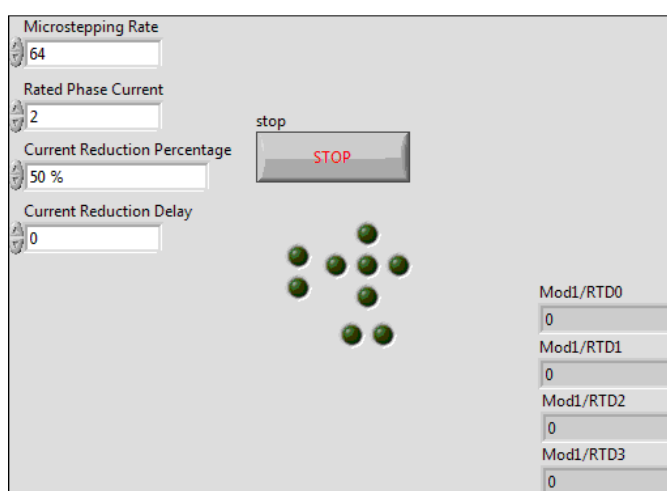 Microstepping Rate
64
Rated Phase Current
2
stop
STOP
Current Reduction Percentage
50 %
Current Reduction Delay
0
Mod1/RTD0
0
Mod1/RTD1
0
Mod1/RTD2
0
Mod1/RTD3
0